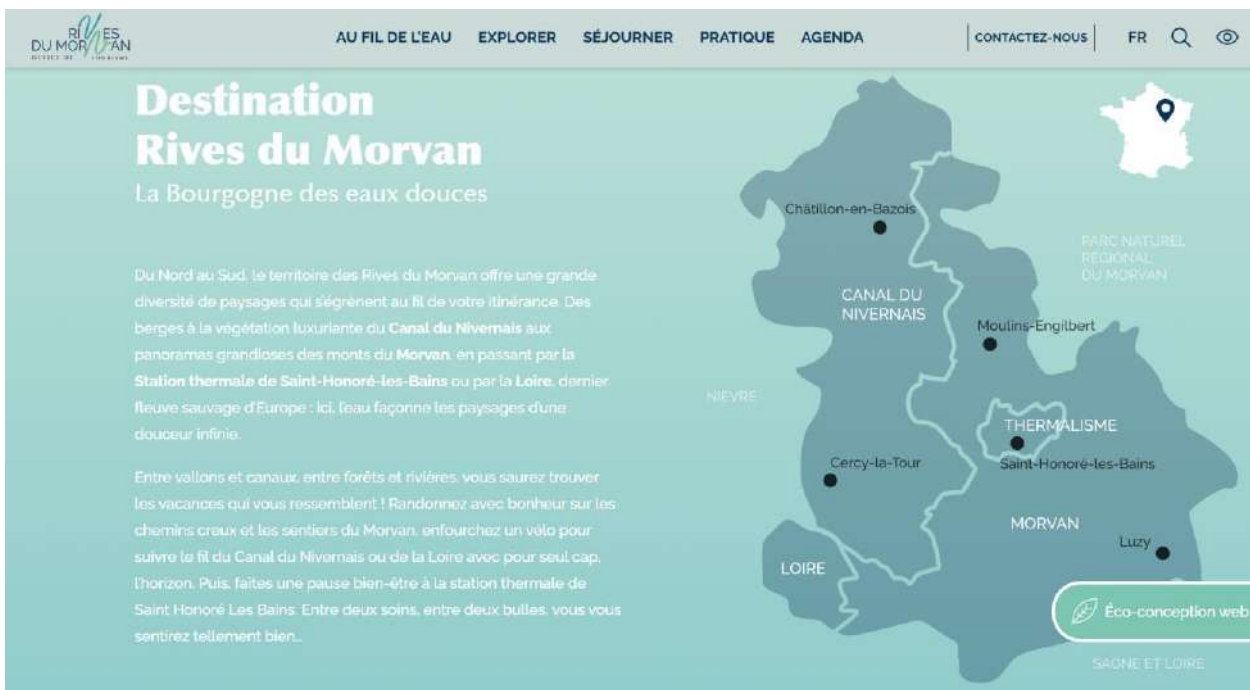 RIVES
DU MORVAN
AU FIL DE L'EAU EXPLORER SÉJOURNER PRATIQUE AGENDA CONTACTEZ-NOUS FR
Destination
Rives du Morvan
La Bourgogne des eaux douces
Du Nord au Sud, le territoire des Rives du Morvan offre une grande
diversité de paysages qui s'égrènent au fil de votre itinérance. Des
berges à la végétation luxuriante du Canal du Nivernais aux
panoramas grandioses des monts du Morvan, en passant par la
Station thermale de Saint-Honoré-les-Bains ou par la Loire, dernier
fleuve sauvage d'Europe : ici, l'eau façonne les paysages d'une
douceur infinie.
Entre vallons et canaux, entre forêts et rivières, vous saurez trouver
les vacances qui vous ressemblent ! Randonnez avec bonheur sur les
chemins creux et les sentiers du Morvan, enfourchez un vélo pour
suivre le fil du Canal du Nivernais ou de la Loire avec pour seul cap,
l'horizon. Puis, faites une pause bien-être à la station thermale de
Saint Honoré Les Bains. Entre deux soins, entre deux bulles, vous vous
sentirez tellement bien...
Châtillon-en-Bazois
PARC NATUREL
RÉGIONAL
DU MORVAN
CANAL DU
NIVERNAIS
Moulins-Engilbert
NIÈVRE
THERMALISME
Cercy-la-Tour
Saint-Honoré-les-Bains
MORVAN
Luzy
LOIRE
Éco-conception web
SAÔNE ET LOIRE